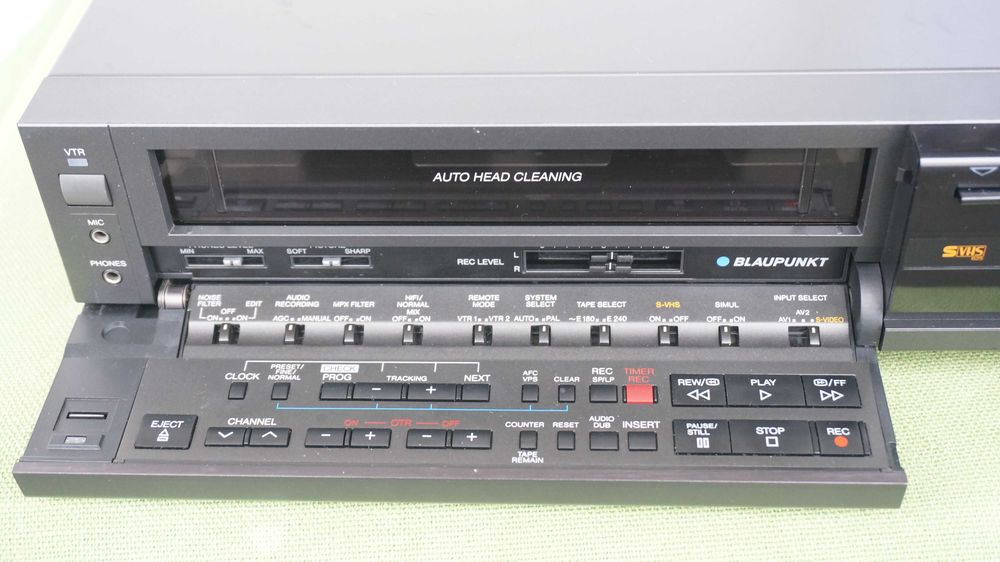 VTR
AUTO HEAD CLEANING
MIC
PHONES
MIN MAX SOFT SHARP
REC LEVEL L
R
BLAUPUNKT
S-VHS
NOISE
FILTER EDIT
OFF
ON ON
AUDIO
RECORDING
AGC MANUAL
MPX FILTER
OFF ON
HIFI/
NORMAL
MIX
OFF ON
REMOTE
MODE
VTR 1 VTR 2
SYSTEM
SELECT
AUTO PAL
TAPE SELECT
~E 180 E 240
S-VHS
ON OFF
SIMUL
OFF ON
INPUT SELECT
AV2
AV1 S-VIDEO
CLOCK
PRESET/
FINE/
NORMAL
CHECK
PROG
- TRACKING +
NEXT
AFC
VPS
CLEAR
REC
SP/LP
TIMER
REC
REW/
PLAY
/FF
EJECT
CHANNEL
ON OTR OFF
- + - +
COUNTER
TAPE
REMAIN
RESET
AUDIO
DUB
INSERT
PAUSE/
STILL
STOP
REC